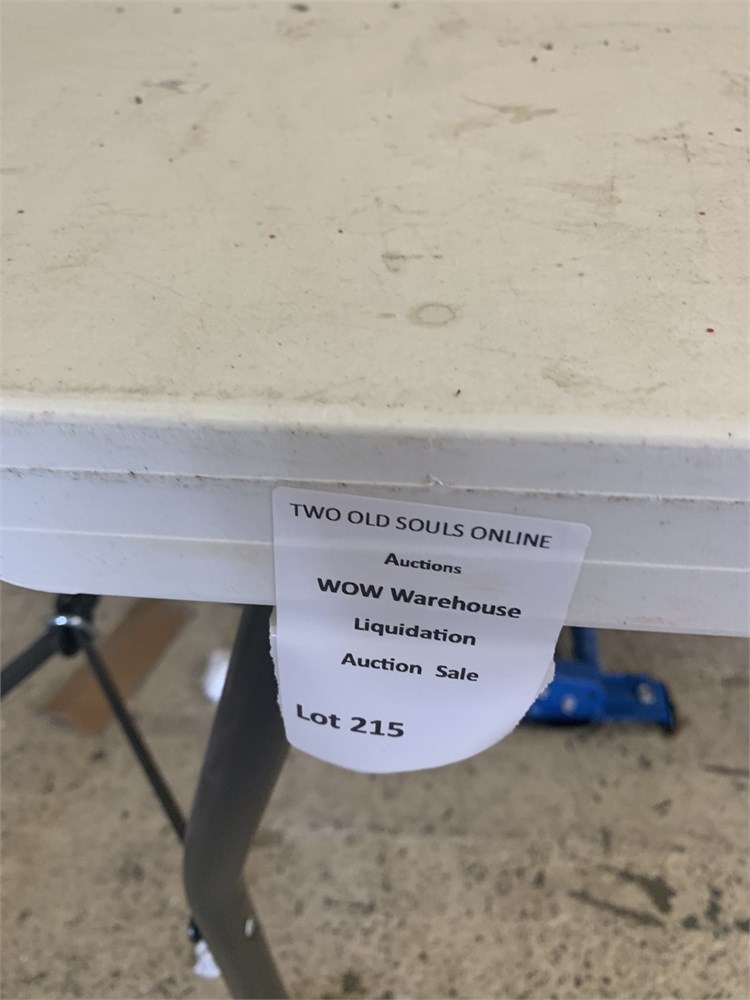 TWO OLD SOULS ONLINE
Auctions
WOW Warehouse
Liquidation
Auction Sale
Lot 215